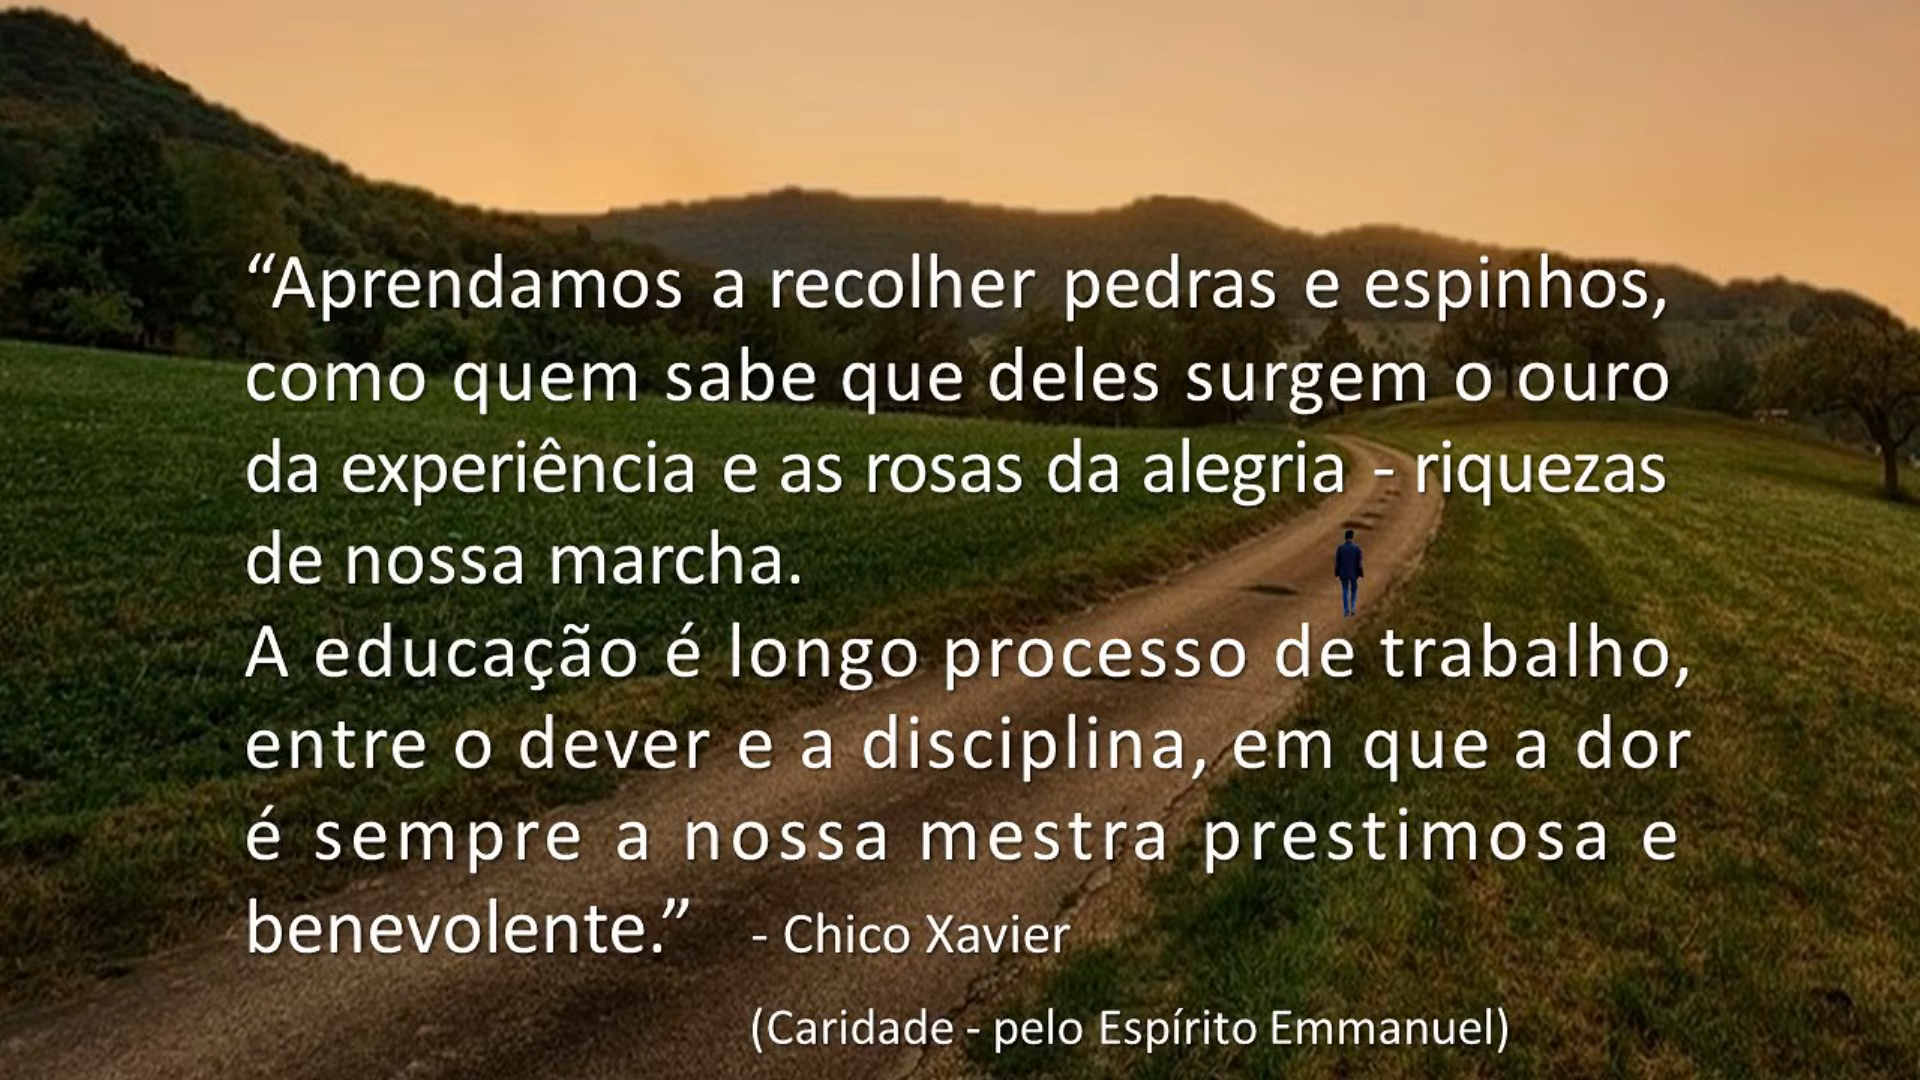 “Aprendamos a recolher pedras e espinhos,
como quem sabe que deles surgem o ouro
da experiência e as rosas da alegria - riquezas
de nossa marcha.
A educação é longo processo de trabalho,
entre o dever e a disciplina, em que a dor
é sempre a nossa mestra prestimosa e
benevolente.” - Chico Xavier
(Caridade - pelo Espírito Emmanuel)